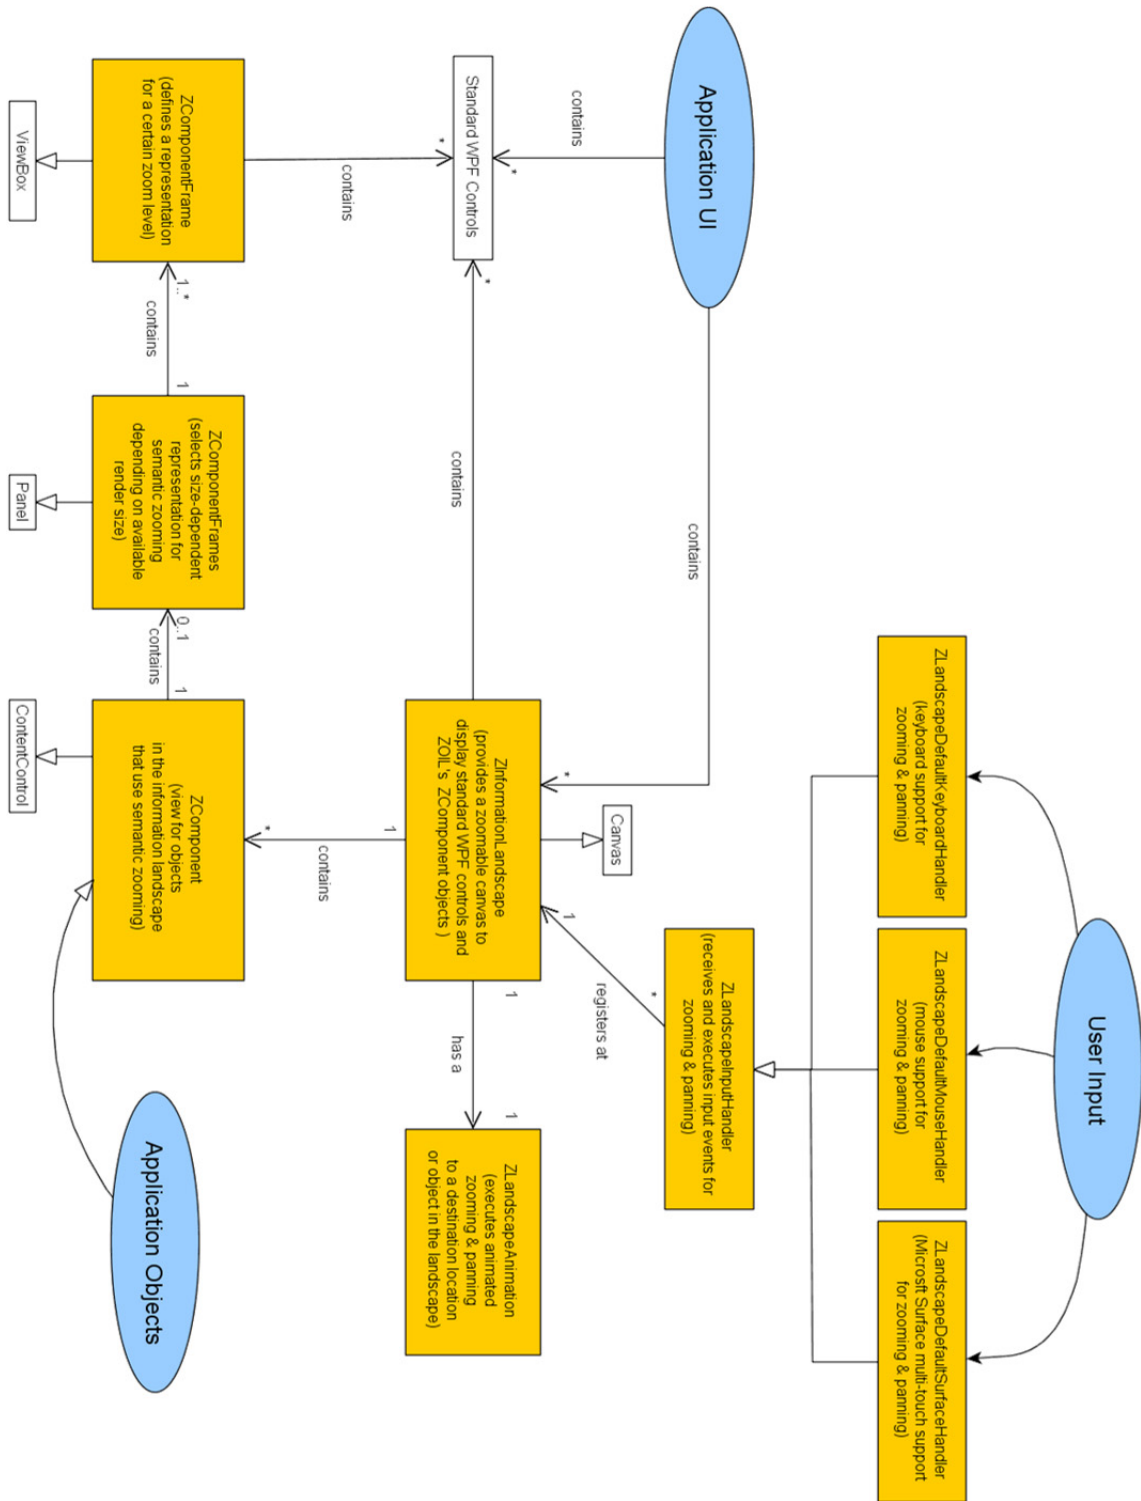 User Input
ZLandscapeDefaultKeyboardHandler
(keyboard support for
zooming & panning)
ZLandscapeDefaultMouseHandler
(mouse support for
zooming & panning)
ZLandscapeDefaultSurfaceHandler
(Microsft Surface multi-touch support
for zooming & panning)
Application UI
contains
contains
*
*
ZLandscapeInputHandler
(receives and executes input events for
zooming & panning)
*
registers at
1
Canvas
Standard WPF Controls
*
contains
*
contains
ZInformationLandscape
(provides a zoomable canvas to
display standard WPF controls and
ZOIL's, ZComponent objects )
1
has a
1
ZLandscapeAnimation
(executes animated
zooming & panning
to a destination location
or object in the landscape)
1
contains
*
ZComponentFrame
(defines a representation
for a certain zoom level)
1..*
contains
1
ZComponentFrames
(selects size-dependent
representation for
semantic zooming
depending on available
render size)
0..1
contains
1
ZComponent
(view for objects
in the information landscape
that use semantic zooming)
Application Objects
ViewBox
Panel
ContentControl